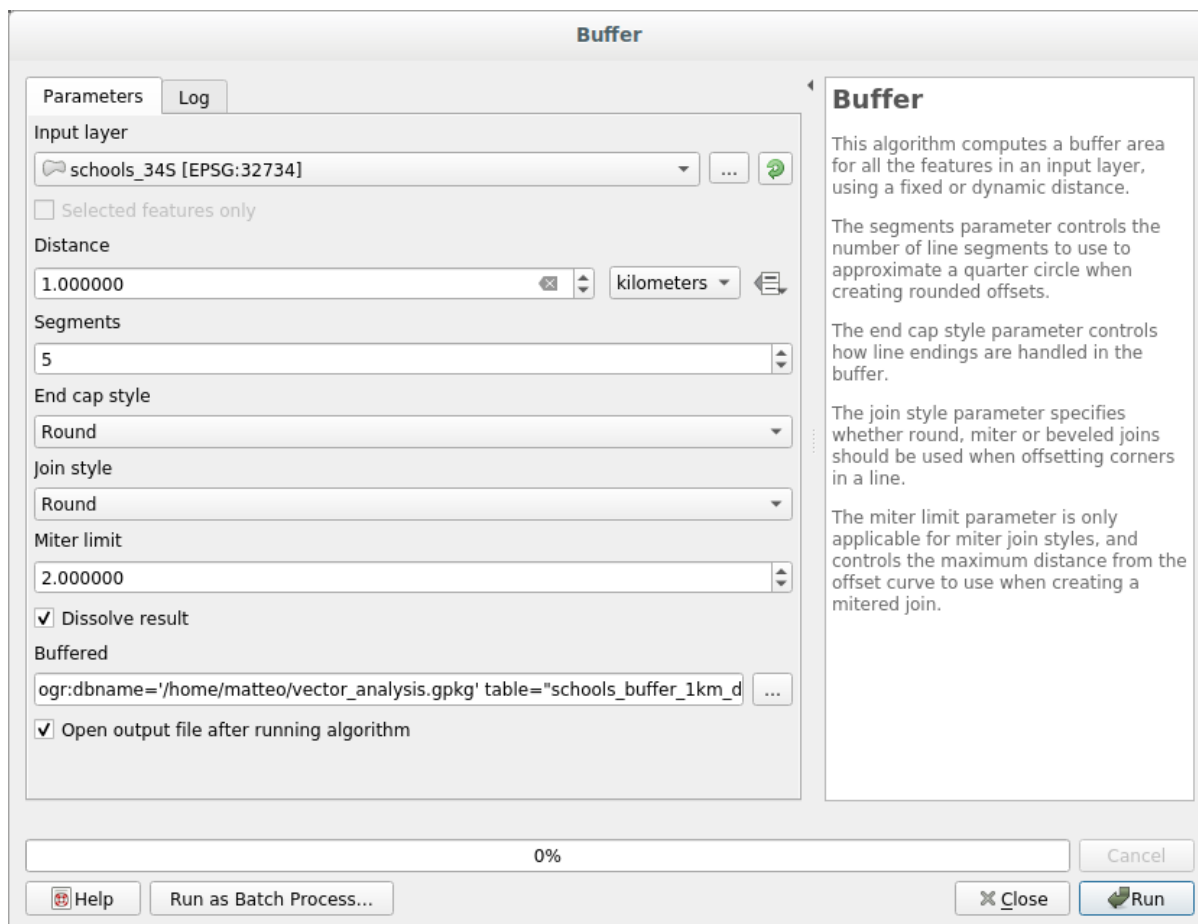 Buffer
Parameters
Log
Input layer
schools_34S [EPSG:32734]
...
Selected features only
Distance
1.000000
kilometers
Segments
5
End cap style
Round
Join style
Round
Miter limit
2.000000
Dissolve result
Buffered
ogr:dbname='/home/matteo/vector_analysis.gpkg' table="schools_buffer_1km_d
...
Open output file after running algorithm
Buffer
This algorithm computes a buffer area
for all the features in an input layer,
using a fixed or dynamic distance.
The segments parameter controls the
number of line segments to use to
approximate a quarter circle when
creating rounded offsets.
The end cap style parameter controls
how line endings are handled in the
buffer.
The join style parameter specifies
whether round, miter or beveled joins
should be used when offsetting corners
in a line.
The miter limit parameter is only
applicable for miter join styles, and
controls the maximum distance from the
offset curve to use when creating a
mitered join.
0%
Cancel
Help
Run as Batch Process...
Close
Run